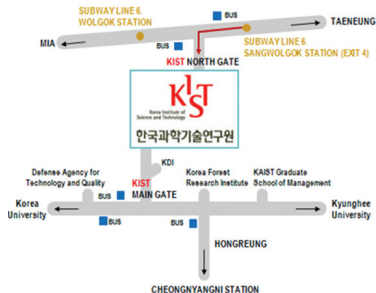 SUBWAY LINE 6.
WOLGOK STATION
BUS
TAENEUNG
MIA
BUS
SUBWAY LINE 6.
SANGWOLGOK STATION (EXIT 4)
KIST NORTH GATE
KIST
Korea Institute of
Science and Technology
한국과학기술연구원
KDI
Defense Agency for
Technology and Quality
BUS
KIST
MAIN GATE
Korea Forest
Research Institute
KAIST Graduate
School of Management
Korea
University
BUS
BUS
Kyunghee
University
HONGREUNG
CHEONGNYANGNI STATION